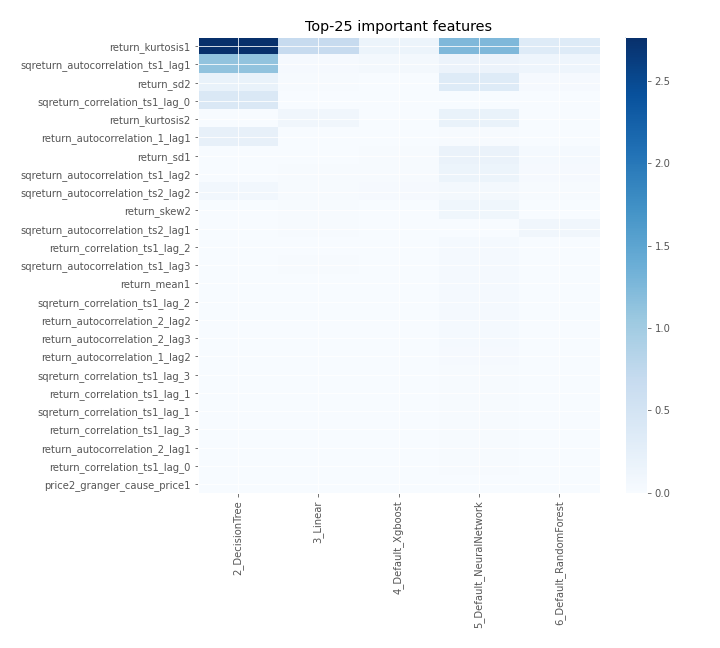 Top-25 important features
return_kurtosis1
sqreturn_autocorrelation_ts1_lag1
return_sd2
sqreturn_correlation_ts1_lag_0
return_kurtosis2
return_autocorrelation_1_lag1
return_sd1
sqreturn_autocorrelation_ts1_lag2
sqreturn_autocorrelation_ts2_lag2
return_skew2
sqreturn_autocorrelation_ts2_lag1
return_correlation_ts1_lag_2
sqreturn_autocorrelation_ts1_lag3
return_mean1
sqreturn_correlation_ts1_lag_2
return_autocorrelation_2_lag2
return_autocorrelation_2_lag3
return_autocorrelation_1_lag2
sqreturn_correlation_ts1_lag_3
return_correlation_ts1_lag_1
sqreturn_correlation_ts1_lag_1
return_correlation_ts1_lag_3
return_autocorrelation_2_lag1
return_correlation_ts1_lag_0
price2_granger_cause_price1
2_DecisionTree
3_Linear
4_Default_Xgboost
5_Default_NeuralNetwork
6_Default_RandomForest
2.5
2.0
1.5
1.0
0.5
0.0